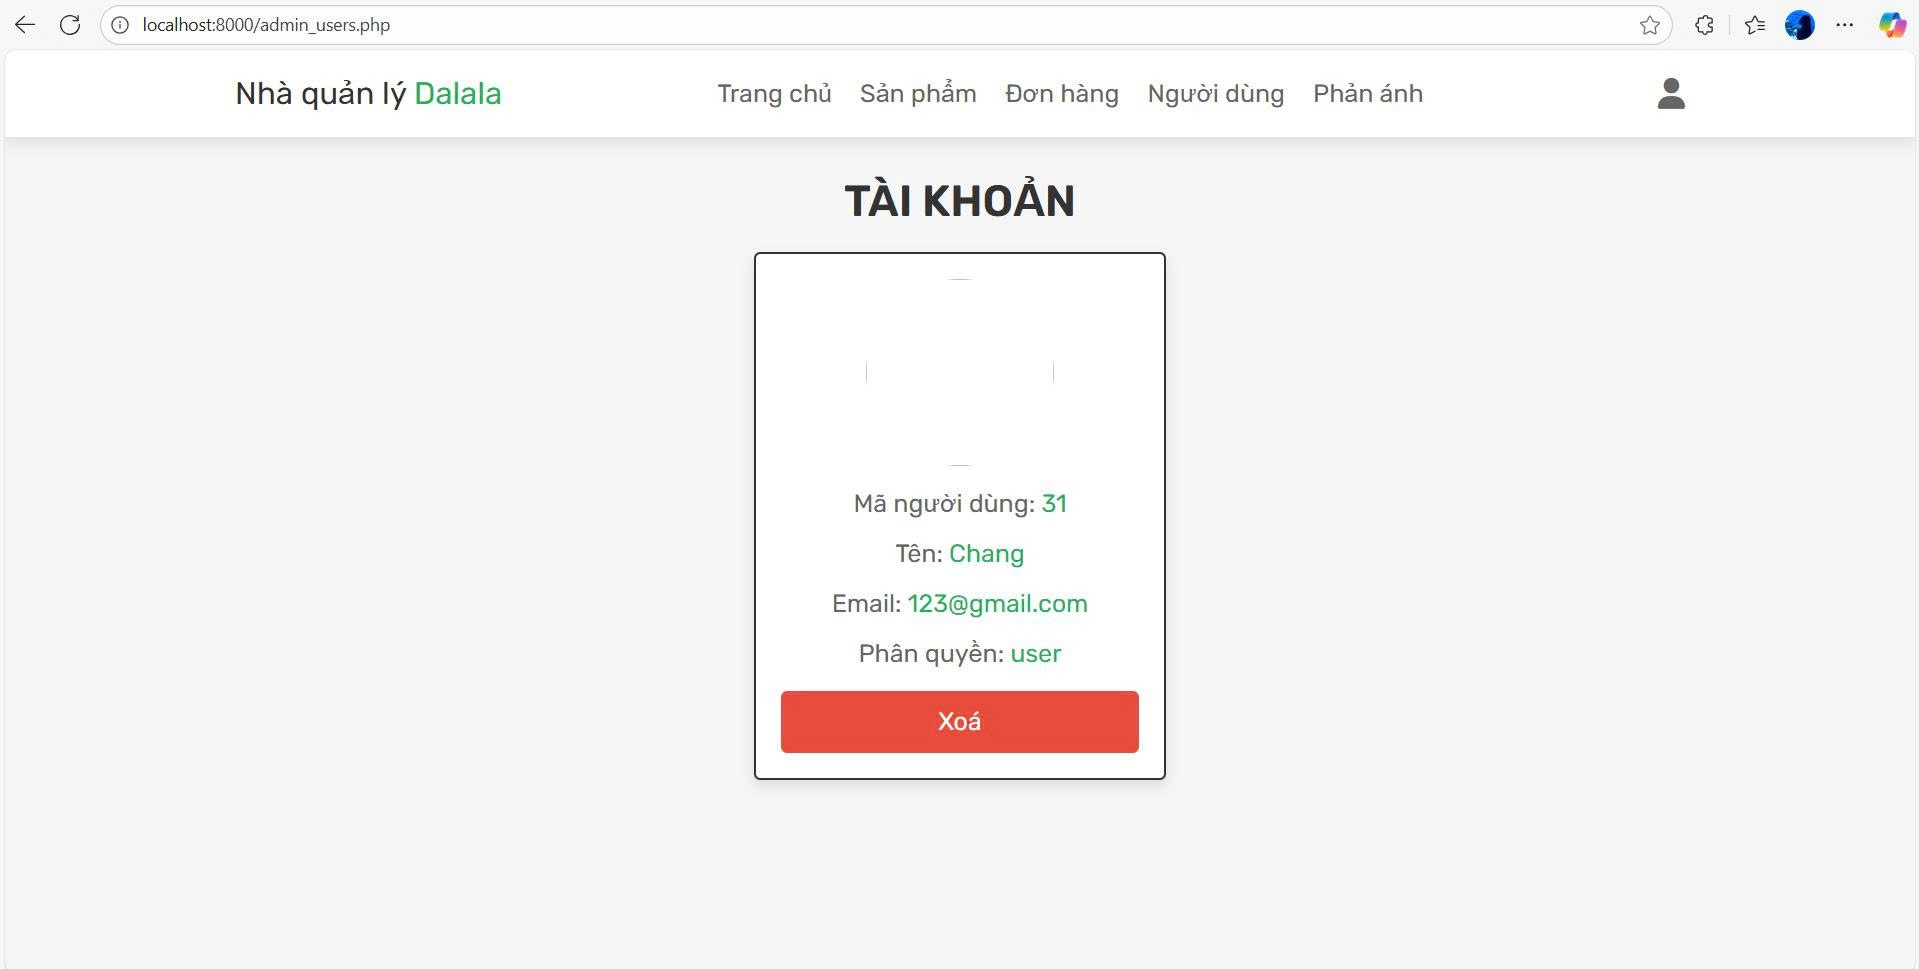 localhost:8000/admin_users.php
Nhà quản lý Dalala
Trang chủ Sản phẩm Đơn hàng Người dùng Phản ánh
TÀI KHOẢN
Mã người dùng: 31
Tên: Chang
Email: 123@gmail.com
Phân quyền: user
Xoá